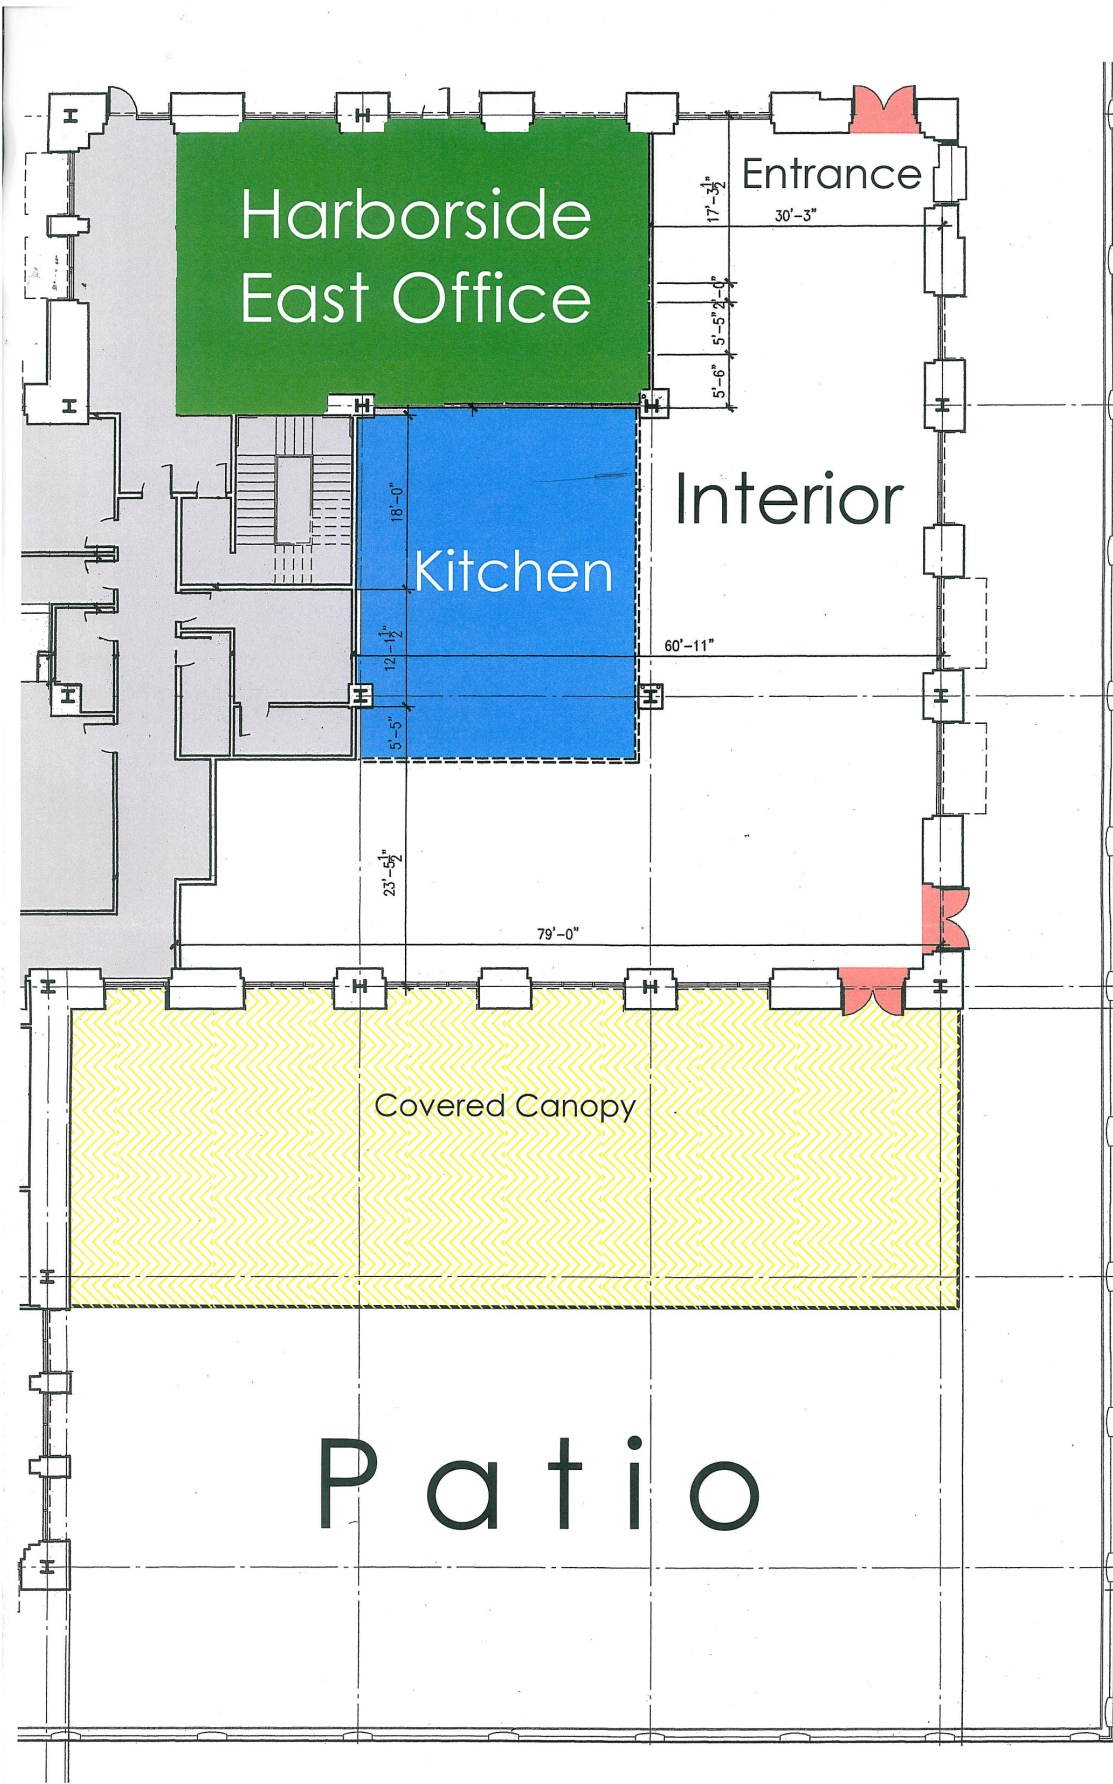 Harborside
East Office
Entrance
17'-3½"
30'-3"
2'-0"
5'-5"
5'-6"
Interior
18'-0"
Kitchen
12'-1½"
60'-11"
5'-5"
23'-5½"
79'-0"
Covered Canopy
Patio